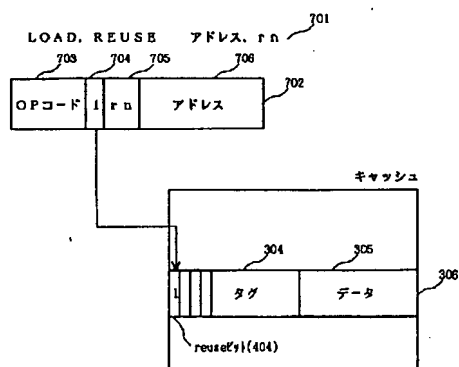 LOAD, REUSE アドレス, rn 701
703 704 705 706
OPコード 1 rn アドレス 702
キャッシュ
304 305
1 タグ データ 306
reuseビット(404)